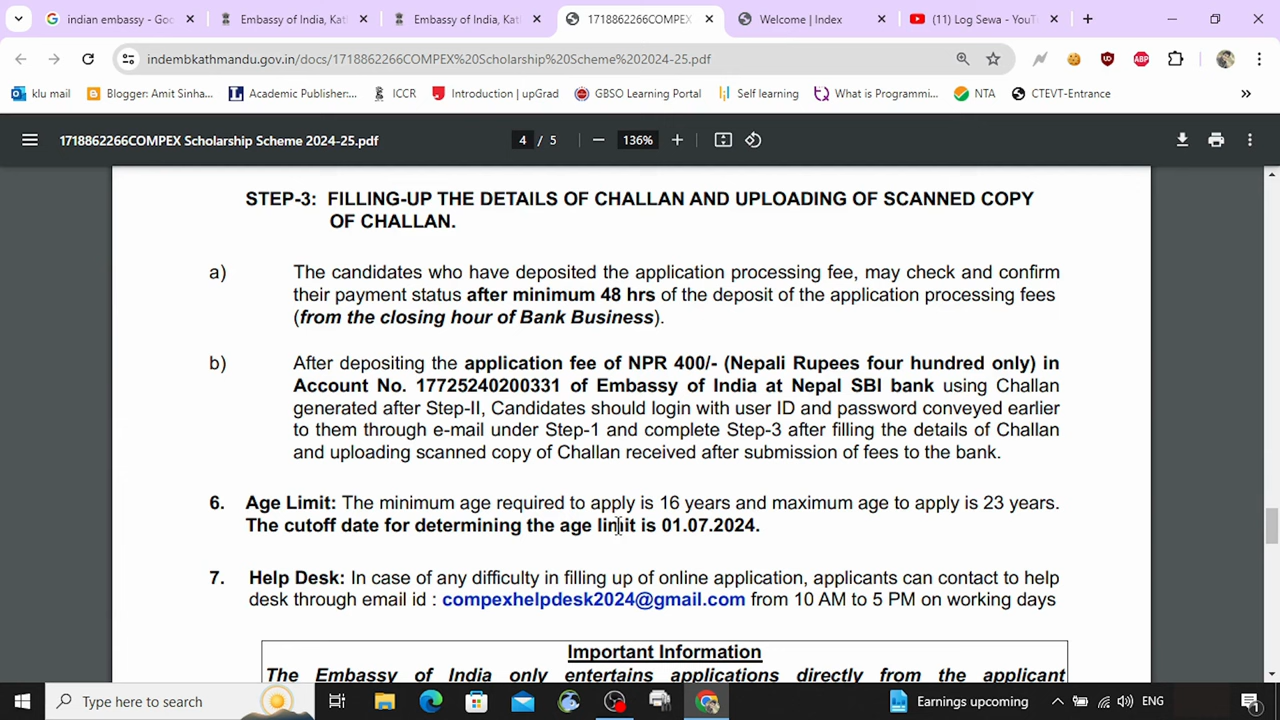 indian embassy - Goo
Embassy of India, Kat
Embassy of India, Kat
1718862266COMPEX
Welcome | Index
(11) Log Sewa - YouT
indembkathmandu.gov.in/docs/1718862266COMPEX%20Scholarship%20Scheme%202024-25.pdf
klu mail
Blogger: Amit Sinha...
Academic Publisher:...
ICCR
Introduction | upGrad
GBSO Learning Portal
Self learning
What is Programmi...
NTA
CTEVT-Entrance
1718862266COMPEX Scholarship Scheme 2024-25.pdf
4 / 5
136%
STEP-3: FILLING-UP THE DETAILS OF CHALLAN AND UPLOADING OF SCANNED COPY
OF CHALLAN.
a) The candidates who have deposited the application processing fee, may check and confirm
their payment status after minimum 48 hrs of the deposit of the application processing fees
(from the closing hour of Bank Business).
b) After depositing the application fee of NPR 400/- (Nepali Rupees four hundred only) in
Account No. 17725240200331 of Embassy of India at Nepal SBI bank using Challan
generated after Step-II, Candidates should login with user ID and password conveyed earlier
to them through e-mail under Step-1 and complete Step-3 after filling the details of Challan
and uploading scanned copy of Challan received after submission of fees to the bank.
6. Age Limit: The minimum age required to apply is 16 years and maximum age to apply is 23 years.
The cutoff date for determining the age limit is 01.07.2024.
7. Help Desk: In case of any difficulty in filling up of online application, applicants can contact to help
desk through email id : compexhelpdesk2024@gmail.com from 10 AM to 5 PM on working days
Important Information
The Embassy of India only entertains applications directly from the applicant
Type here to search
Earnings upcoming
ENG
1